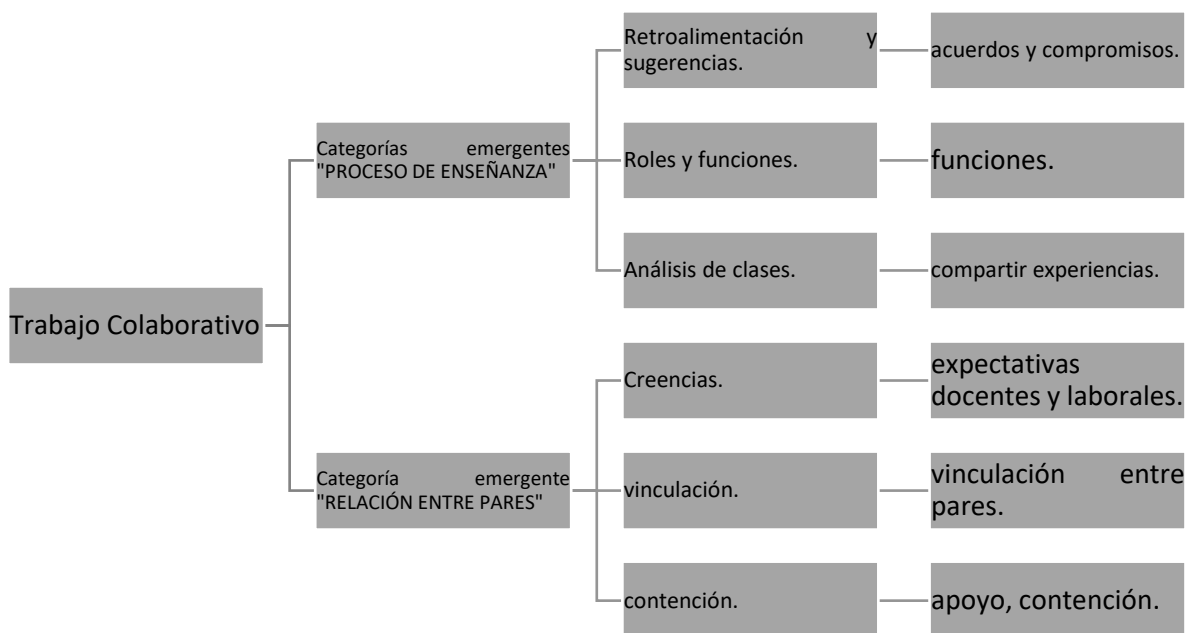 Trabajo Colaborativo
Categorías emergentes
"PROCESO DE ENSEÑANZA"
Retroalimentación y
sugerencias.
acuerdos y compromisos.
Roles y funciones.
funciones.
Análisis de clases.
compartir experiencias.
Categoría emergente
"RELACIÓN ENTRE PARES"
Creencias.
expectativas
docentes y laborales.
vinculación.
vinculación entre
pares.
contención.
apoyo, contención.